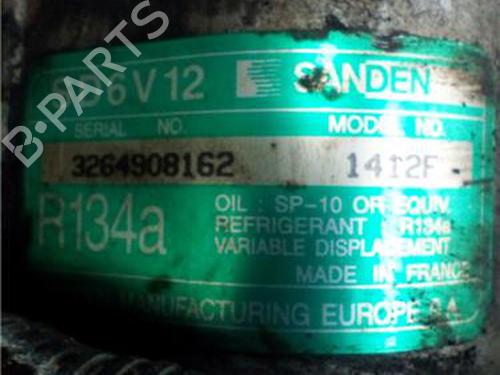 6V12 SANDEN
SERIAL NO. MODEL NO.
3264908162 1412F
R134a
OIL : SP-10 OR EQUIV.
REFRIGERANT : R134a
VARIABLE DISPLACEMENT
MADE IN FRANCE
MANUFACTURING EUROPE